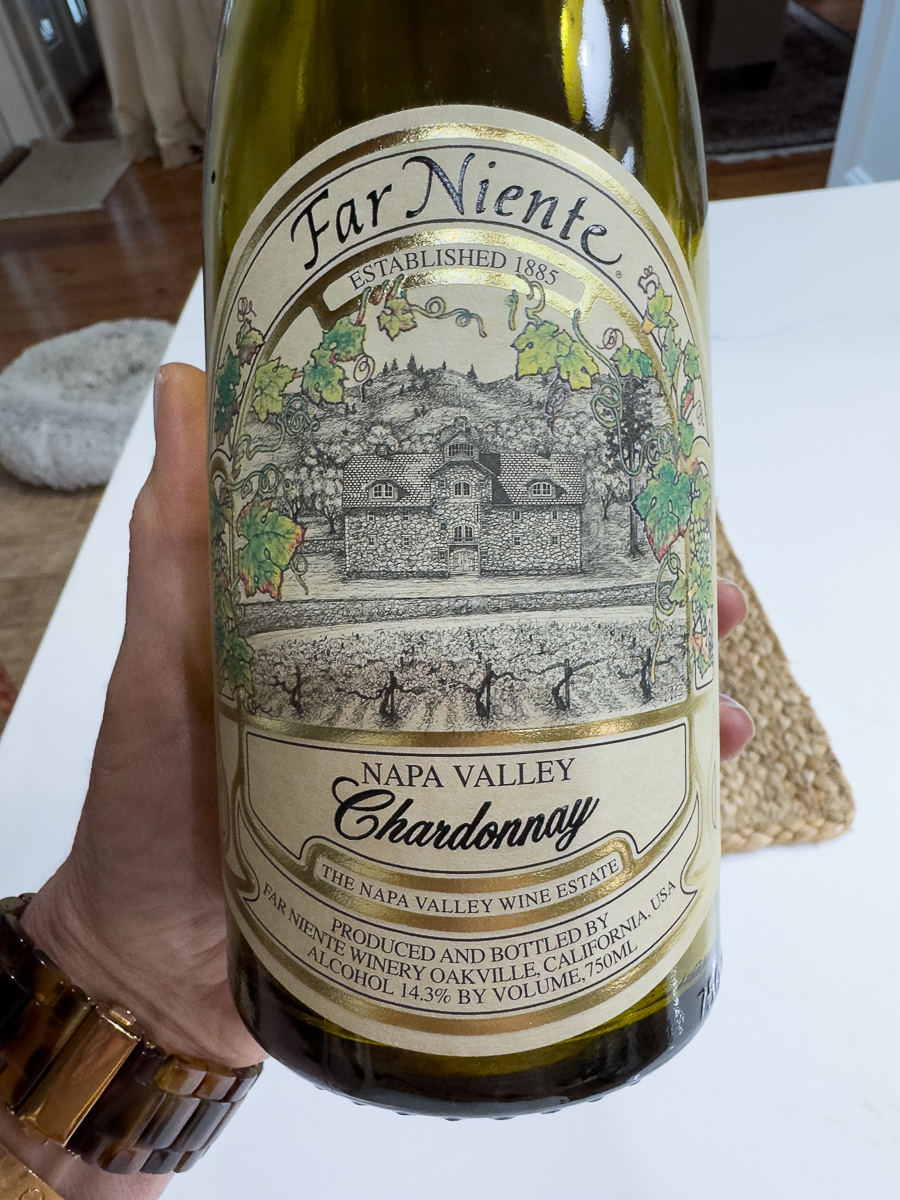 Far Niente
ESTABLISHED 1885
NAPA VALLEY
Chardonnay
THE NAPA VALLEY WINE ESTATE
PRODUCED AND BOTTLED BY
FAR NIENTE WINERY OAKVILLE, CALIFORNIA, USA
ALCOHOL 14.3% BY VOLUME, 750ML